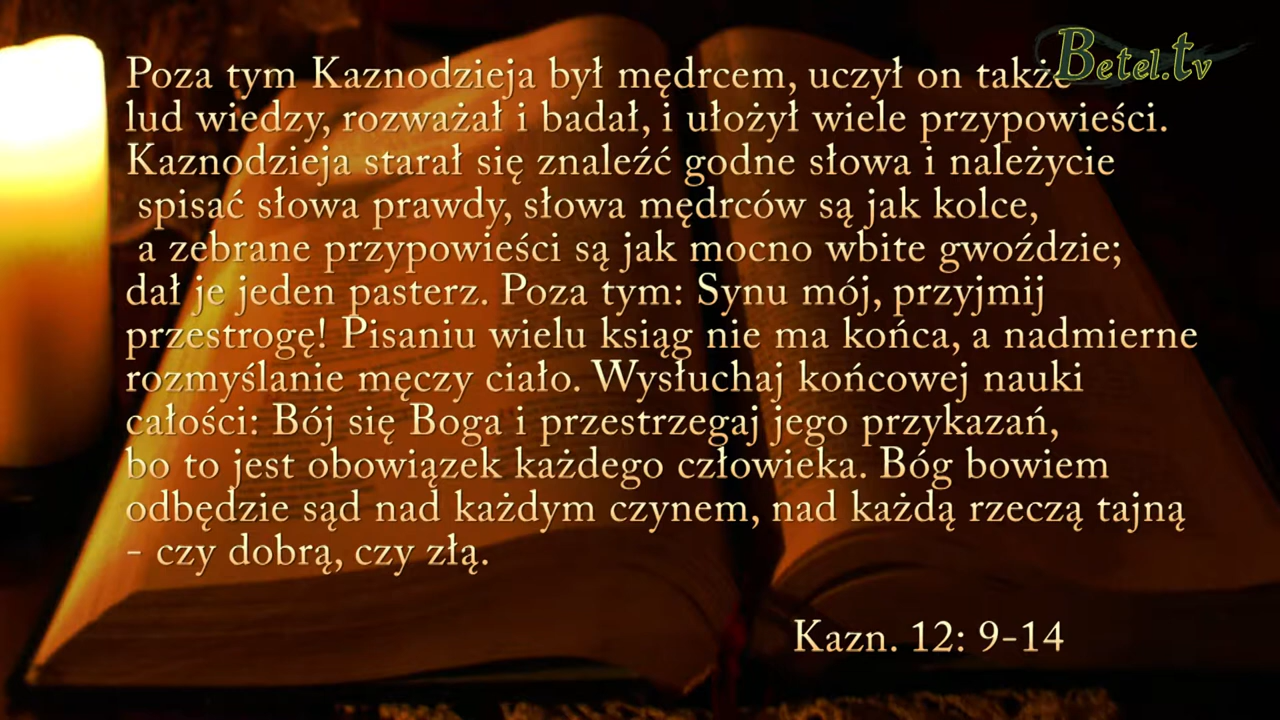 Betel.tv
Poza tym Kaznodzieja był mędrcem, uczył on także
lud wiedzy, rozważał i badał, i ułożył wiele przypowieści.
Kaznodzieja starał się znaleźć godne słowa i należycie
spisać słowa prawdy, słowa mędrców są jak kolce,
a zebrane przypowieści są jak mocno wbite gwoździe;
dał je jeden pasterz. Poza tym: Synu mój, przyjmij
przestrogę! Pisaniu wielu ksiąg nie ma końca, a nadmierne
rozmyślanie męczy ciało. Wysłuchaj końcowej nauki
całości: Bój się Boga i przestrzegaj jego przykazań,
bo to jest obowiązek każdego człowieka. Bóg bowiem
odbędzie sąd nad każdym czynem, nad każdą rzeczą tajną
- czy dobrą, czy złą.
Kazn. 12: 9-14